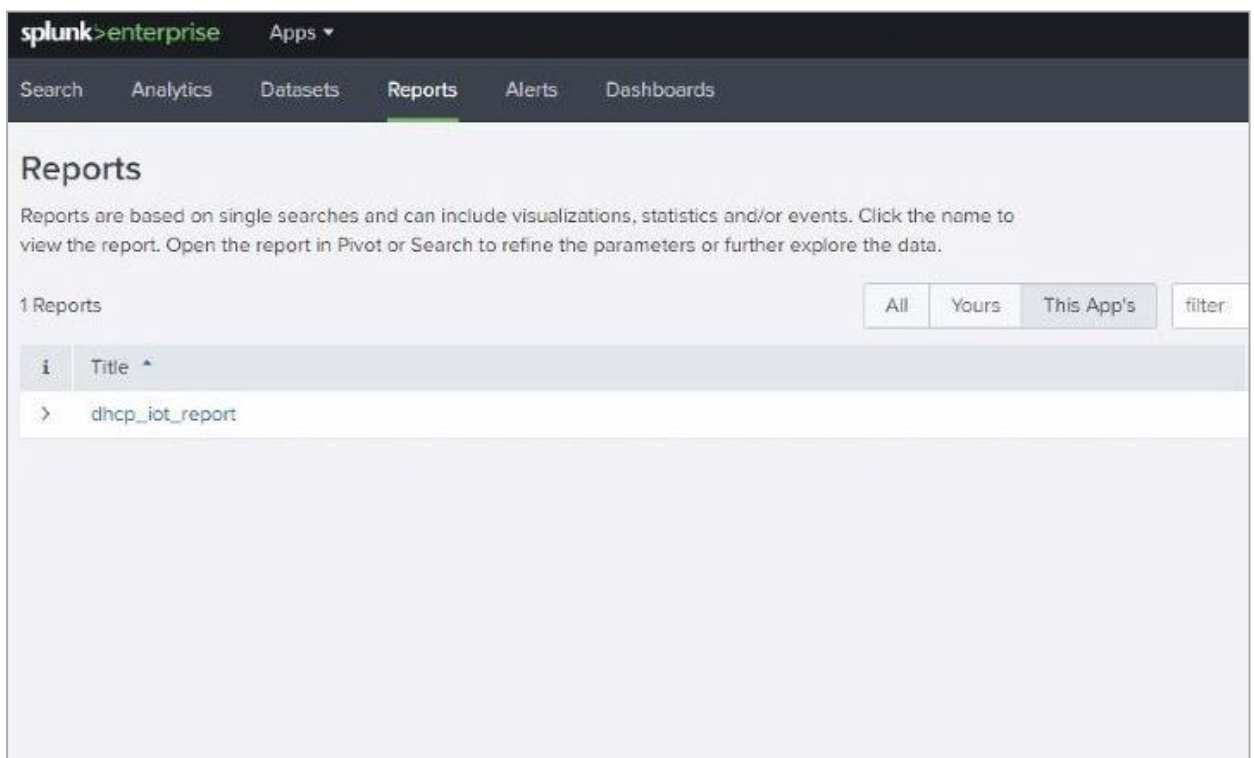 splunk>enterprise Apps ▾
Search Analytics Datasets Reports Alerts Dashboards
Reports
Reports are based on single searches and can include visualizations, statistics and/or events. Click the name to
view the report. Open the report in Pivot or Search to refine the parameters or further explore the data.
1 Reports All Yours This App's filter
i Title ▲
> dhcp_iot_report